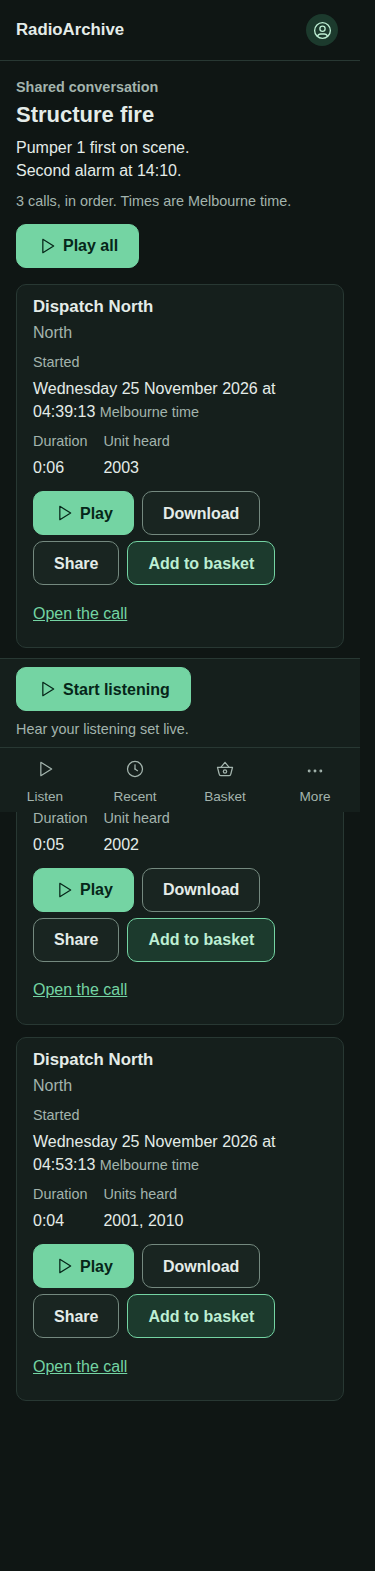 RadioArchive
Shared conversation
Structure fire
Pumper 1 first on scene.
Second alarm at 14:10.
3 calls, in order. Times are Melbourne time.
Play all
Dispatch North
North
Started
Wednesday 25 November 2026 at
04:39:13 Melbourne time
Duration Unit heard
0:06 2003
Play Download
Share Add to basket
Open the call
Start listening
Hear your listening set live.
Listen Recent Basket More
Duration Unit heard
0:05 2002
Play Download
Share Add to basket
Open the call
Dispatch North
North
Started
Wednesday 25 November 2026 at
04:53:13 Melbourne time
Duration Units heard
0:04 2001, 2010
Play Download
Share Add to basket
Open the call